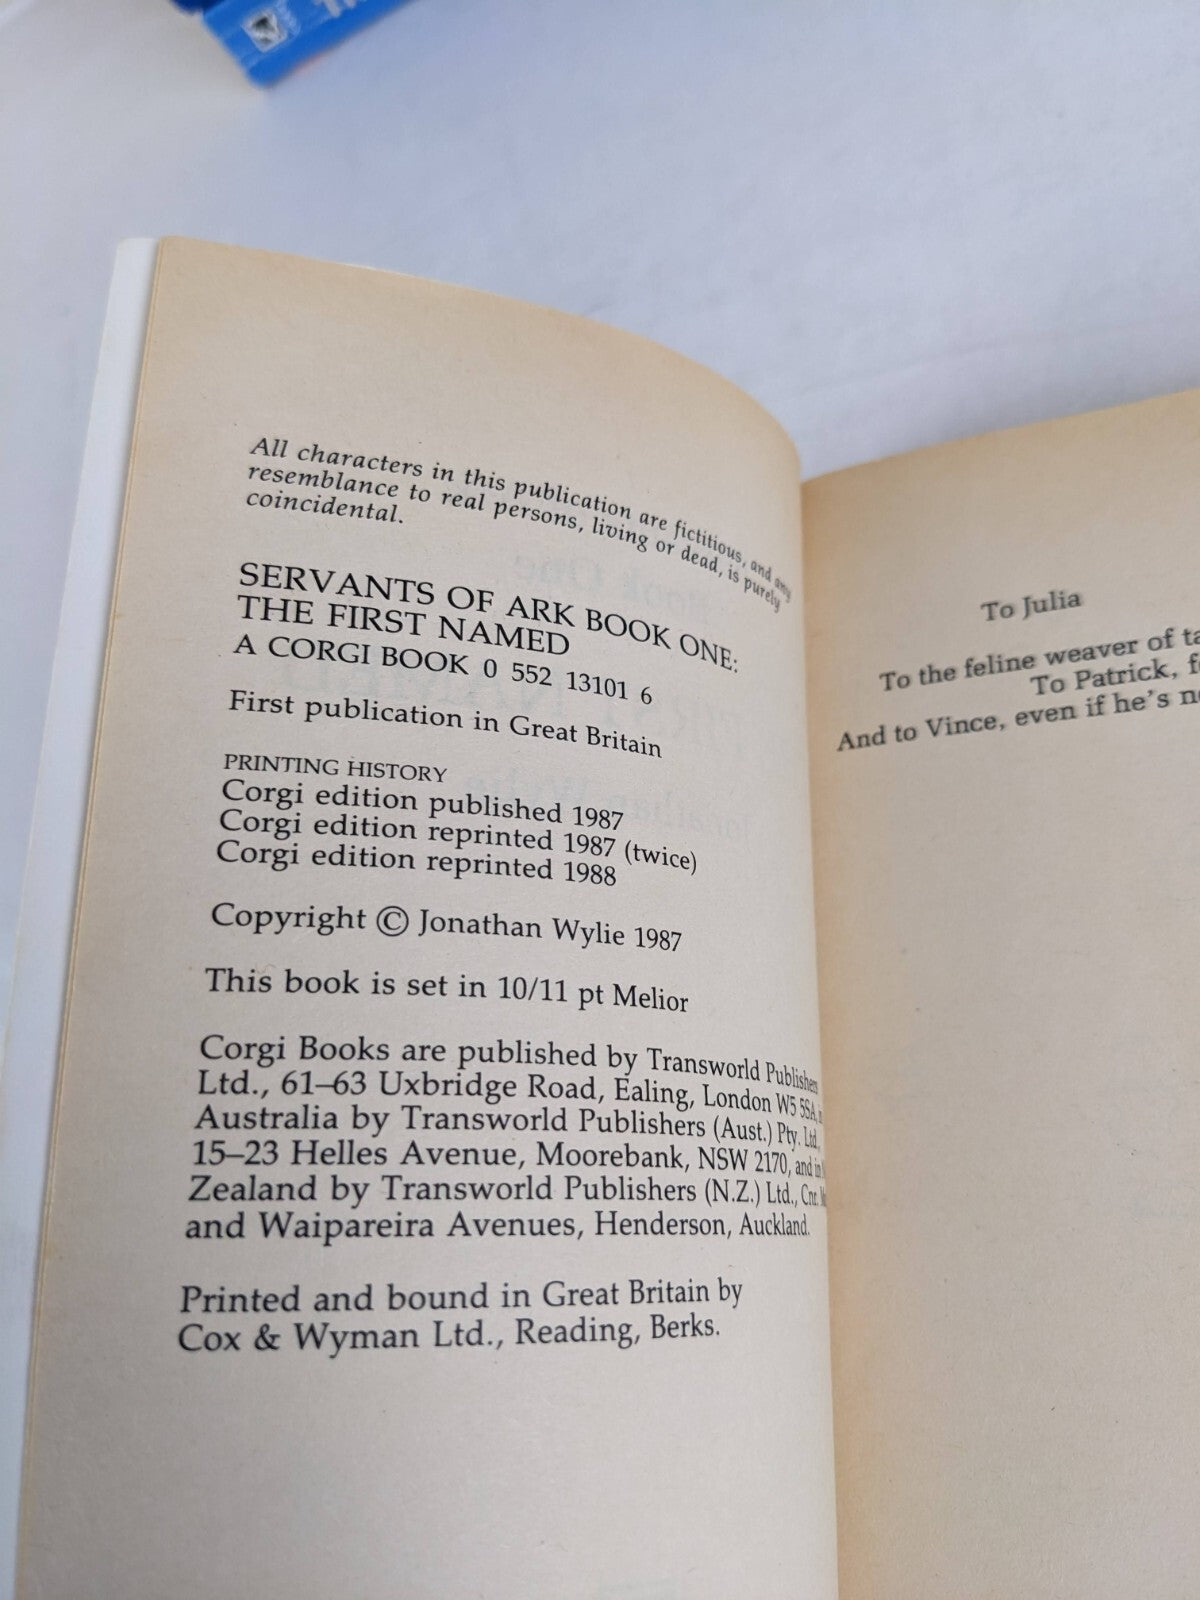 All characters in this publication are fictitious, and any
resemblance to real persons, living or dead, is purely
coincidental.
SERVANTS OF ARK BOOK ONE:
THE FIRST NAMED
A CORGI BOOK 0 552 13101 6
First publication in Great Britain
PRINTING HISTORY
Corgi edition published 1987
Corgi edition reprinted 1987 (twice)
Corgi edition reprinted 1988
Copyright © Jonathan Wylie 1987
This book is set in 10/11 pt Melior
Corgi Books are published by Transworld Publishers
Ltd., 61–63 Uxbridge Road, Ealing, London W5 5SA,
Australia by Transworld Publishers (Aust.) Pty. Ltd.,
15–23 Helles Avenue, Moorebank, NSW 2170, and in
Zealand by Transworld Publishers (N.Z.) Ltd., Cnr.
and Waipareira Avenues, Henderson, Auckland.
Printed and bound in Great Britain by
Cox & Wyman Ltd., Reading, Berks.
To Julia
To the feline weaver of
To Patrick,
And to Vince, even if he's